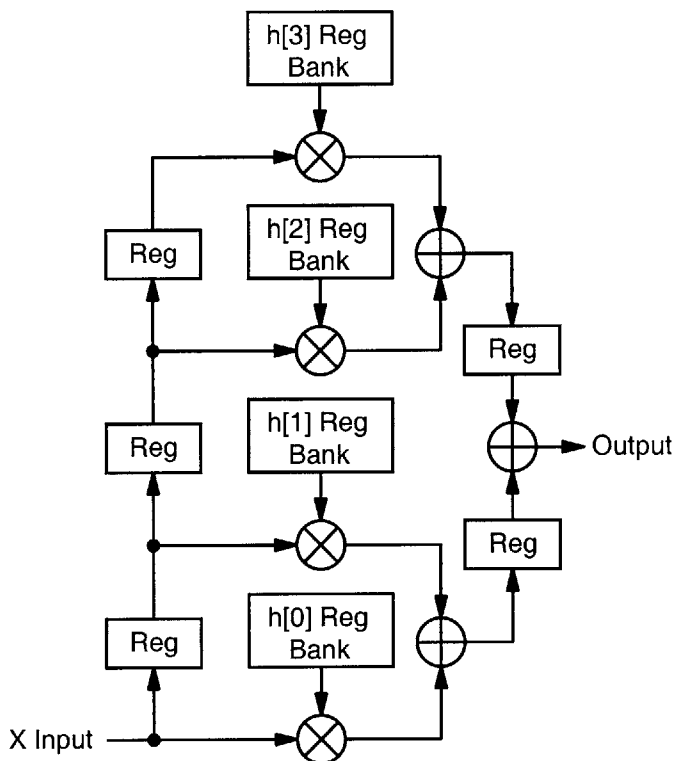 h[3] Reg
Bank
Reg
h[2] Reg
Bank
Reg
Reg
h[1] Reg
Bank
Output
Reg
Reg
h[0] Reg
Bank
X Input